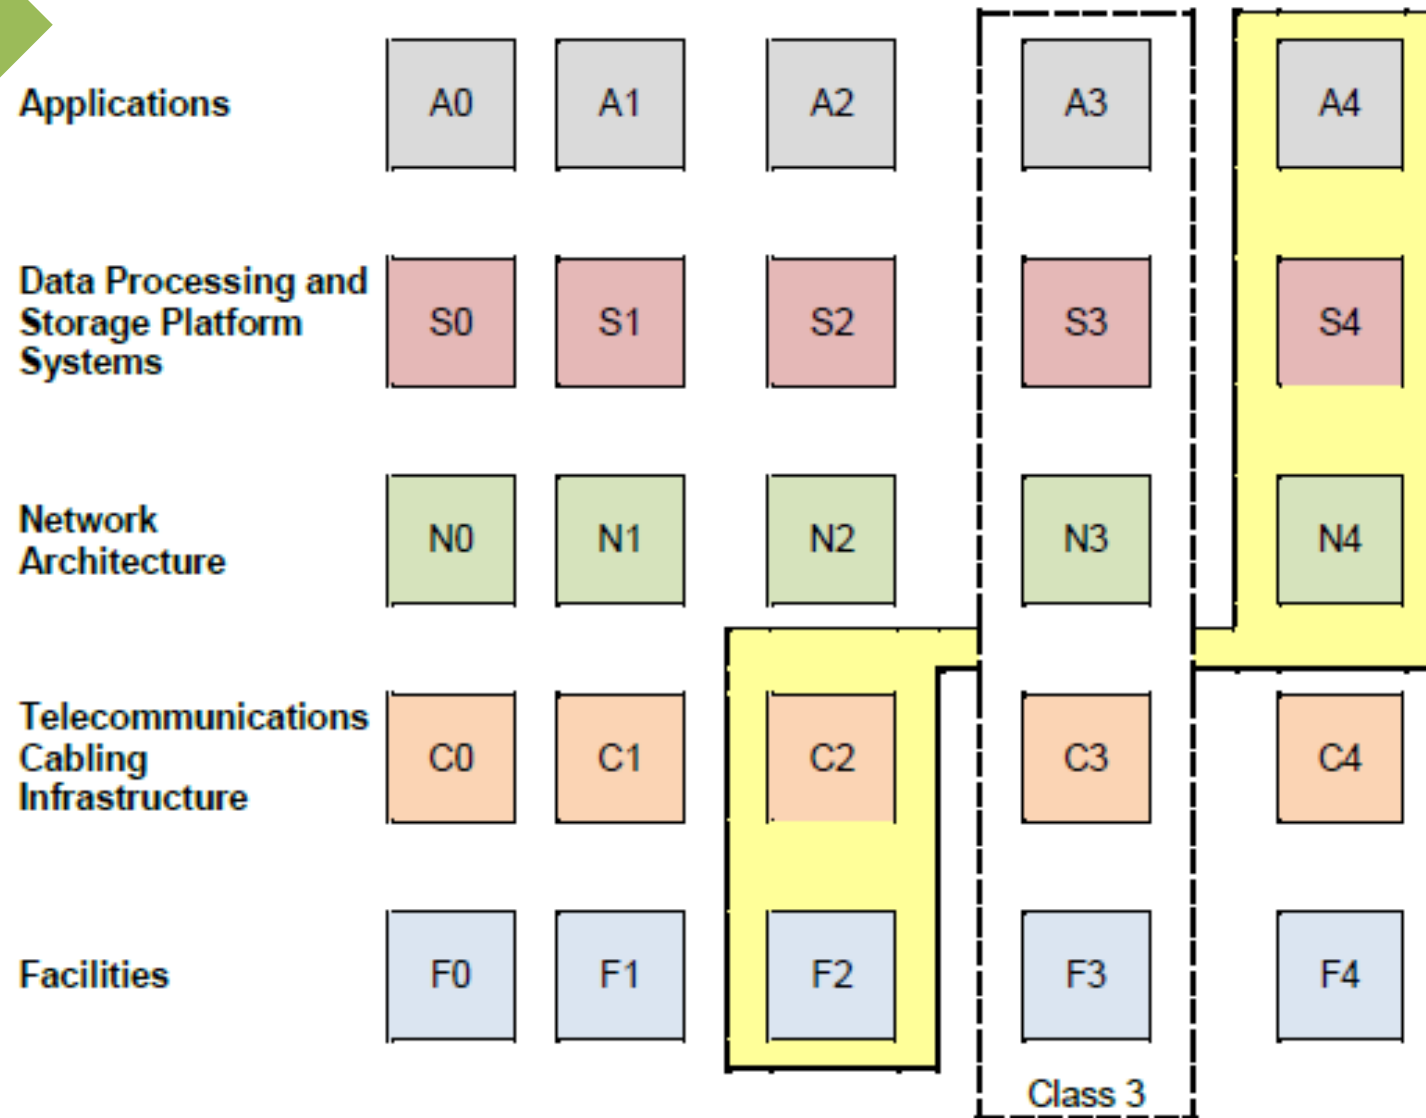 Applications A0 A1 A2 A3 A4
Data Processing and
Storage Platform S0 S1 S2 S3 S4
Systems
Network N0 N1 N2 N3 N4
Architecture
Telecommunications
Cabling C0 C1 C2 C3 C4
Infrastructure
Facilities F0 F1 F2 F3 F4
Class 3